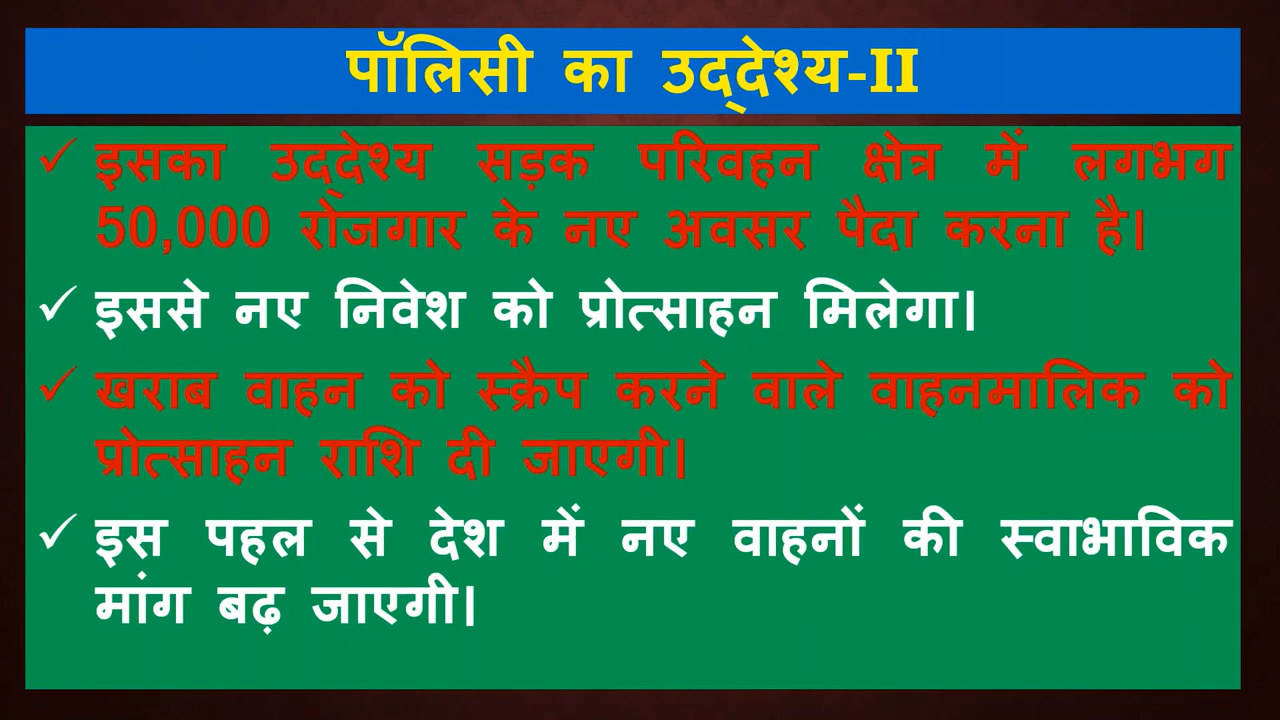 पॉलिसी का उद्देश्य-II
इसका उद्देश्य सड़क परिवहन क्षेत्र में लगभग
50,000 रोजगार के नए अवसर पैदा करना है।
इससे नए निवेश को प्रोत्साहन मिलेगा।
खराब वाहन को स्क्रैप करने वाले वाहनमालिक को
प्रोत्साहन राशि दी जाएगी।
इस पहल से देश में नए वाहनों की स्वाभाविक
मांग बढ़ जाएगी।